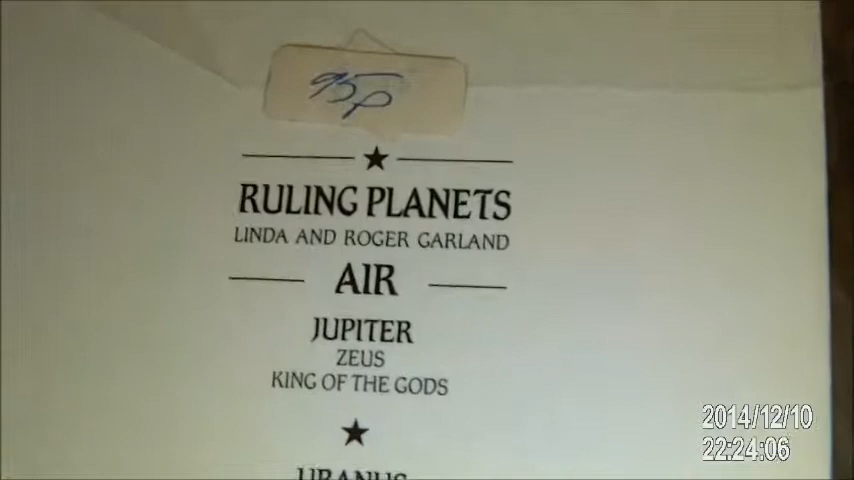 95p
RULING PLANETS
LINDA AND ROGER GARLAND
AIR
JUPITER
ZEUS
KING OF THE GODS
URANUS
2014/12/10
22:24:06